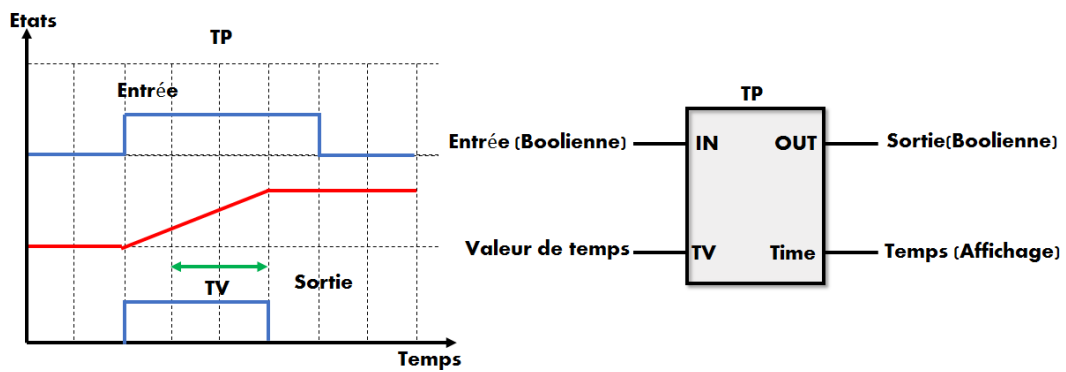 Etats
TP
Entrée
TV
Sortie
Temps
TP
Entrée (Boolienne)
IN
OUT
Sortie(Boolienne)
Valeur de temps
TV
Time
Temps (Affichage)